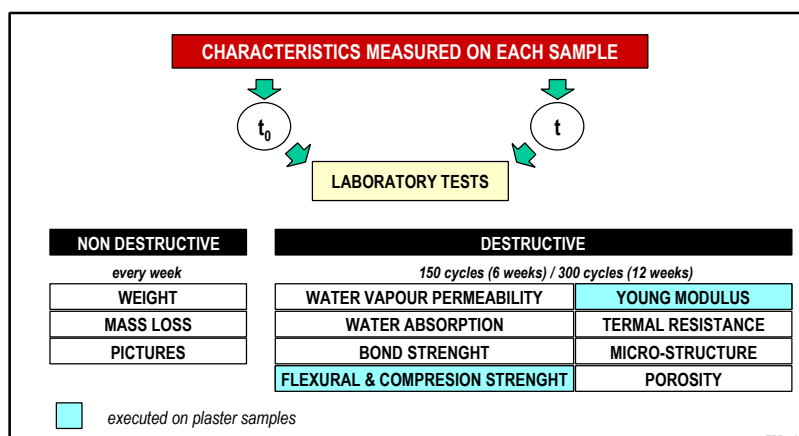 CHARACTERISTICS MEASURED ON EACH SAMPLE
t0
t
LABORATORY TESTS
NON DESTRUCTIVE
DESTRUCTIVE
every week
150 cycles (6 weeks) / 300 cycles (12 weeks)
WEIGHT
WATER VAPOUR PERMEABILITY
YOUNG MODULUS
MASS LOSS
WATER ABSORPTION
TERMAL RESISTANCE
PICTURES
BOND STRENGHT
MICRO-STRUCTURE
FLEXURAL & COMPRESION STRENGHT
POROSITY
executed on plaster samples